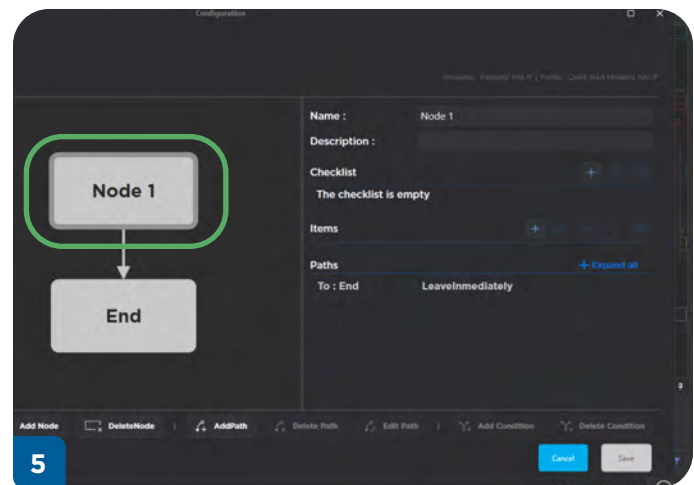 Configuration
Name : Node 1
Description :
Checklist
The checklist is empty
Items
Paths
Expand all
To : End LeaveInmediately
Node 1
End
Add Node DeleteNode AddPath Delete Path Edit Path Add Condition Delete Condition
Cancel Save
5